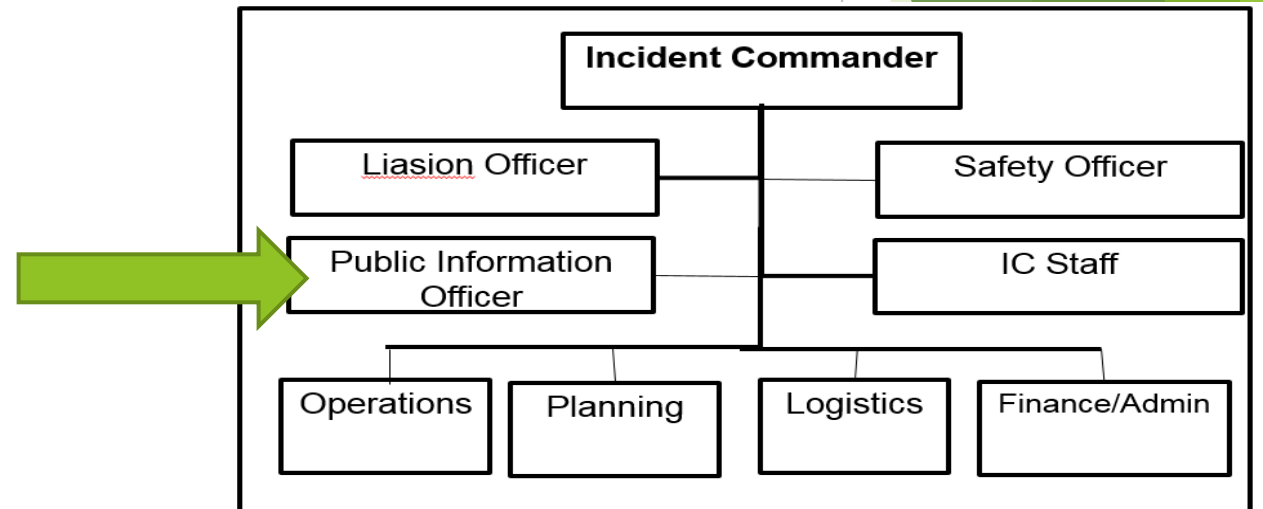 Incident Commander
Liasion Officer
Safety Officer
Public Information
Officer
IC Staff
Operations
Planning
Logistics
Finance/Admin